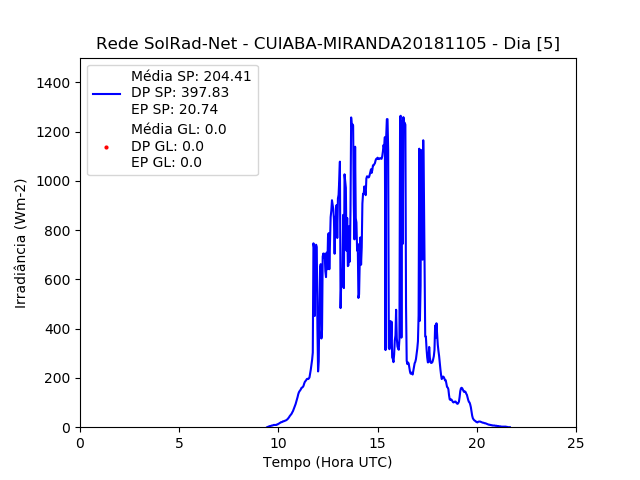 Rede SolRad-Net - CUIABA-MIRANDA20181105 - Dia [5]
Média SP: 204.41
DP SP: 397.83
EP SP: 20.74
Média GL: 0.0
DP GL: 0.0
EP GL: 0.0
Irradiância (Wm-2)
1400
1200
1000
800
600
400
200
0
0 5 10 15 20 25
Tempo (Hora UTC)